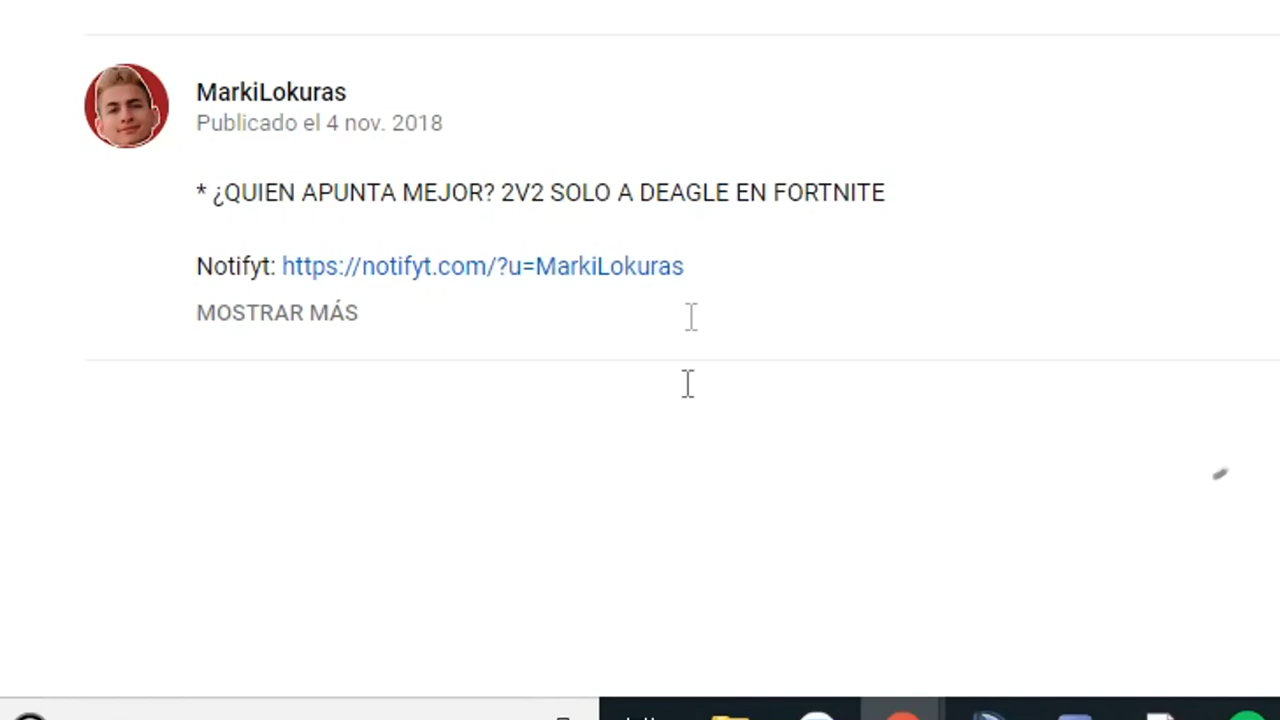 MarkiLokuras
Publicado el 4 nov. 2018
* ¿QUIEN APUNTA MEJOR? 2V2 SOLO A DEAGLE EN FORTNITE
Notifyt: https://notifyt.com/?u=MarkiLokuras
MOSTRAR MÁS